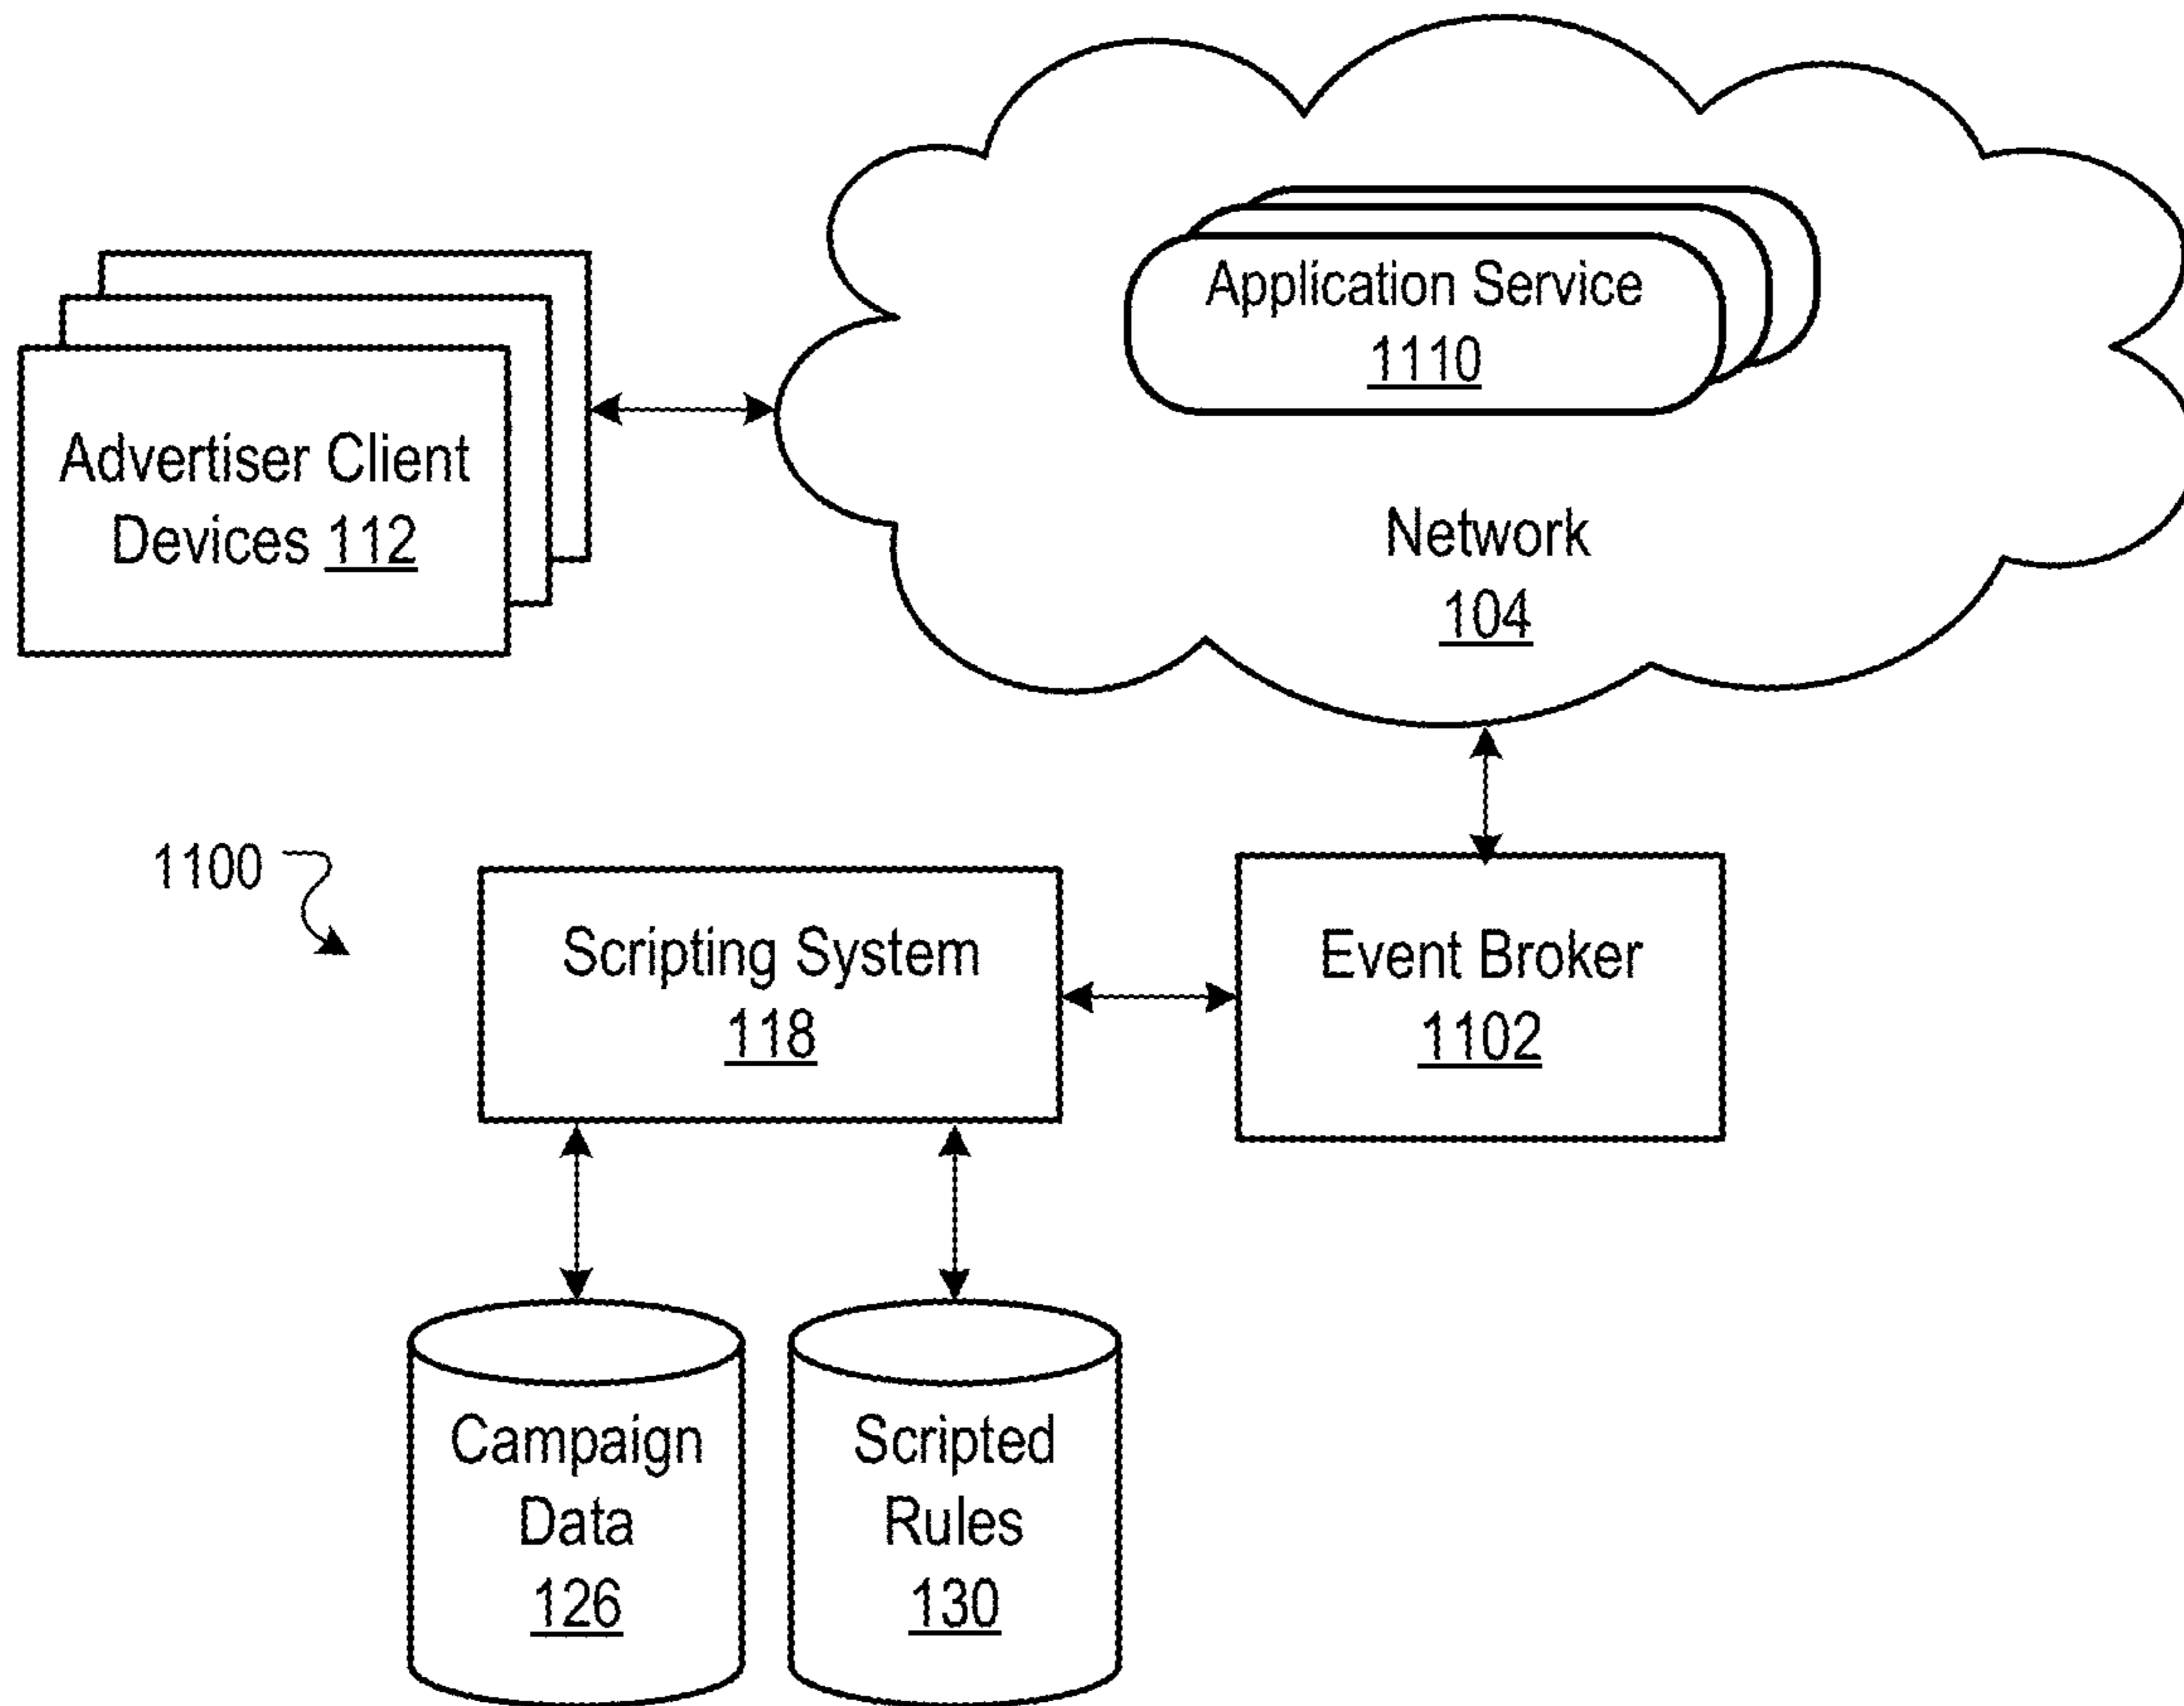 Application Service
1110
Advertiser Client
Devices 112
Network
104
1100
Scripting System
118
Event Broker
1102
Campaign
Data
126
Scripted
Rules
130